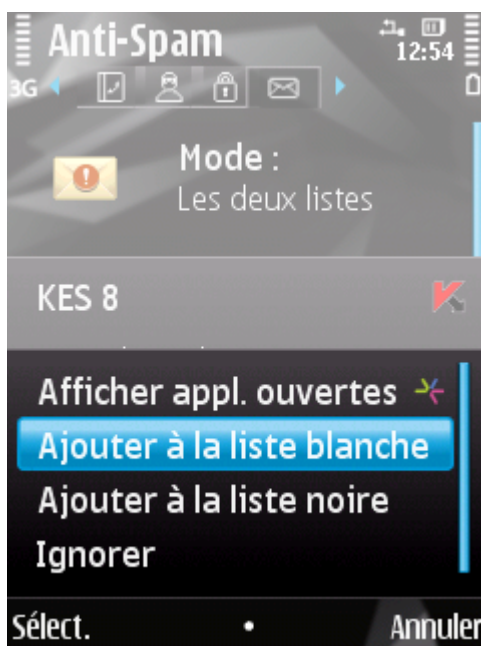 Anti-Spam
12:54
3G
Mode :
Les deux listes
KES 8
Afficher appl. ouvertes
Ajouter à la liste blanche
Ajouter à la liste noire
Ignorer
Sélect.
Annuler